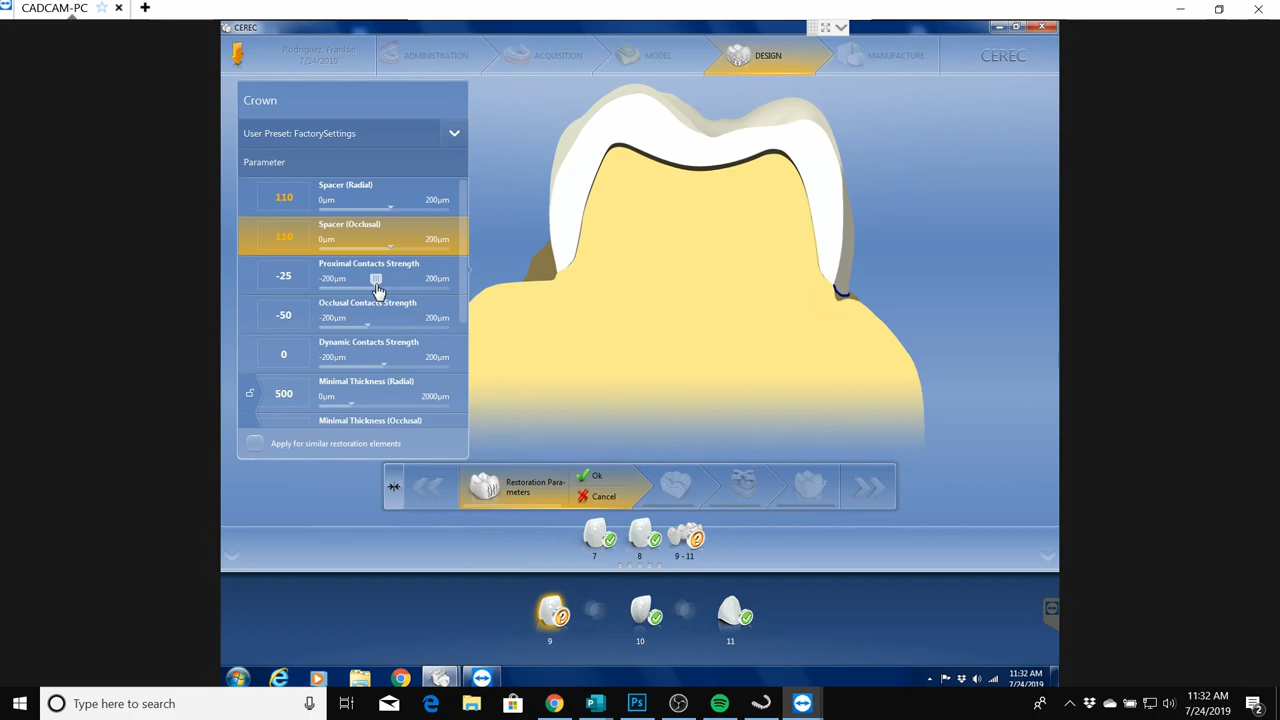 CADCAM-PC
CEREC
Rodriguez, Franklin
7/24/2019
ADMINISTRATION
ACQUISITION
MODEL
DESIGN
MANUFACTURE
CEREC
Crown
User Preset: FactorySettings
Parameter
110
Spacer (Radial)
0µm 200µm
110
Spacer (Occlusal)
0µm 200µm
-25
Proximal Contacts Strength
-200µm 200µm
-50
Occlusal Contacts Strength
-200µm 200µm
0
Dynamic Contacts Strength
-200µm 200µm
500
Minimal Thickness (Radial)
0µm 2000µm
Minimal Thickness (Occlusal)
Apply for similar restoration elements
Restoration Para-
meters
Ok
Cancel
7 8 9 - 11
9 10 11
11:32 AM
7/24/2019
Type here to search
11:32 AM
7/24/2019
2